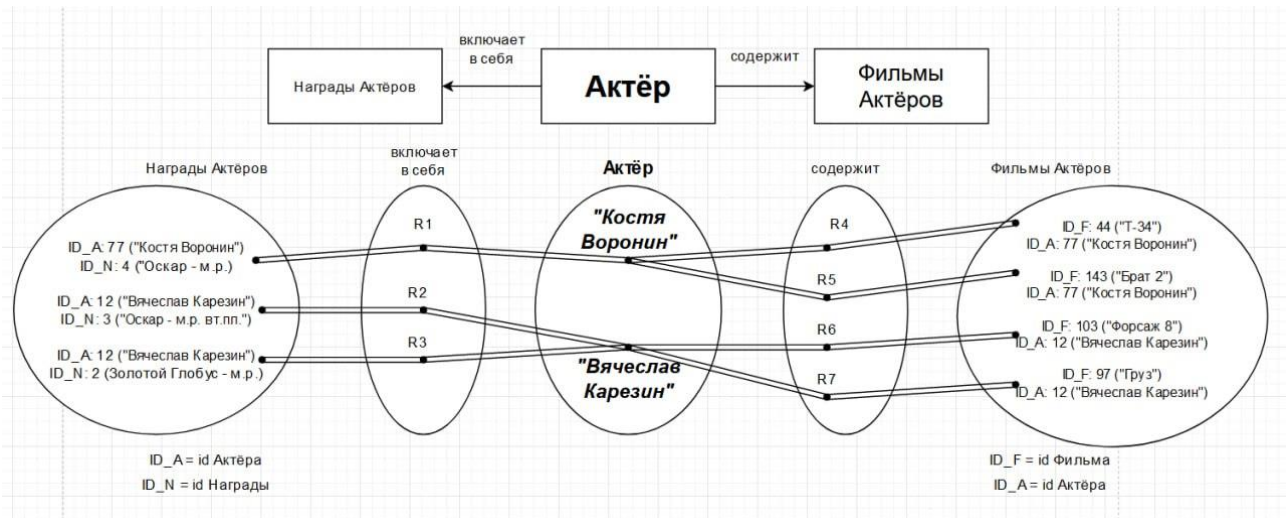 включает
в себя
содержит
Награды Актёров
Актёр
Фильмы
Актёров
Награды Актёров
включает
в себя
Актёр
содержит
Фильмы Актёров
R1
"Костя
Воронин"
R4
ID_F: 44 ("Т-34")
ID_A: 77 ("Костя Воронин")
ID_A: 77 ("Костя Воронин")
ID_N: 4 ("Оскар - м.р.)
R5
ID_F: 143 ("Брат 2")
ID_A: 77 ("Костя Воронин")
ID_A: 12 ("Вячеслав Карезин")
ID_N: 3 ("Оскар - м.р. вт.пл.")
R2
R6
ID_F: 103 ("Форсаж 8")
ID_A: 12 ("Вячеслав Карезин")
ID_A: 12 ("Вячеслав Карезин")
ID_N: 2 (Золотой Глобус - м.р.)
R3
"Вячеслав
Карезин"
R7
ID_F: 97 ("Груз")
ID_A: 12 ("Вячеслав Карезин")
ID_A = id Актёра
ID_N = id Награды
ID_F = id Фильма
ID_A = id Актёра